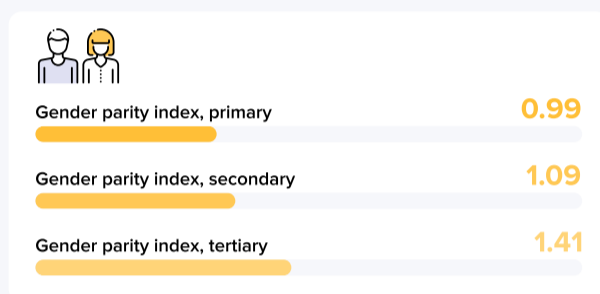 Gender parity index, primary 0.99
Gender parity index, secondary 1.09
Gender parity index, tertiary 1.41